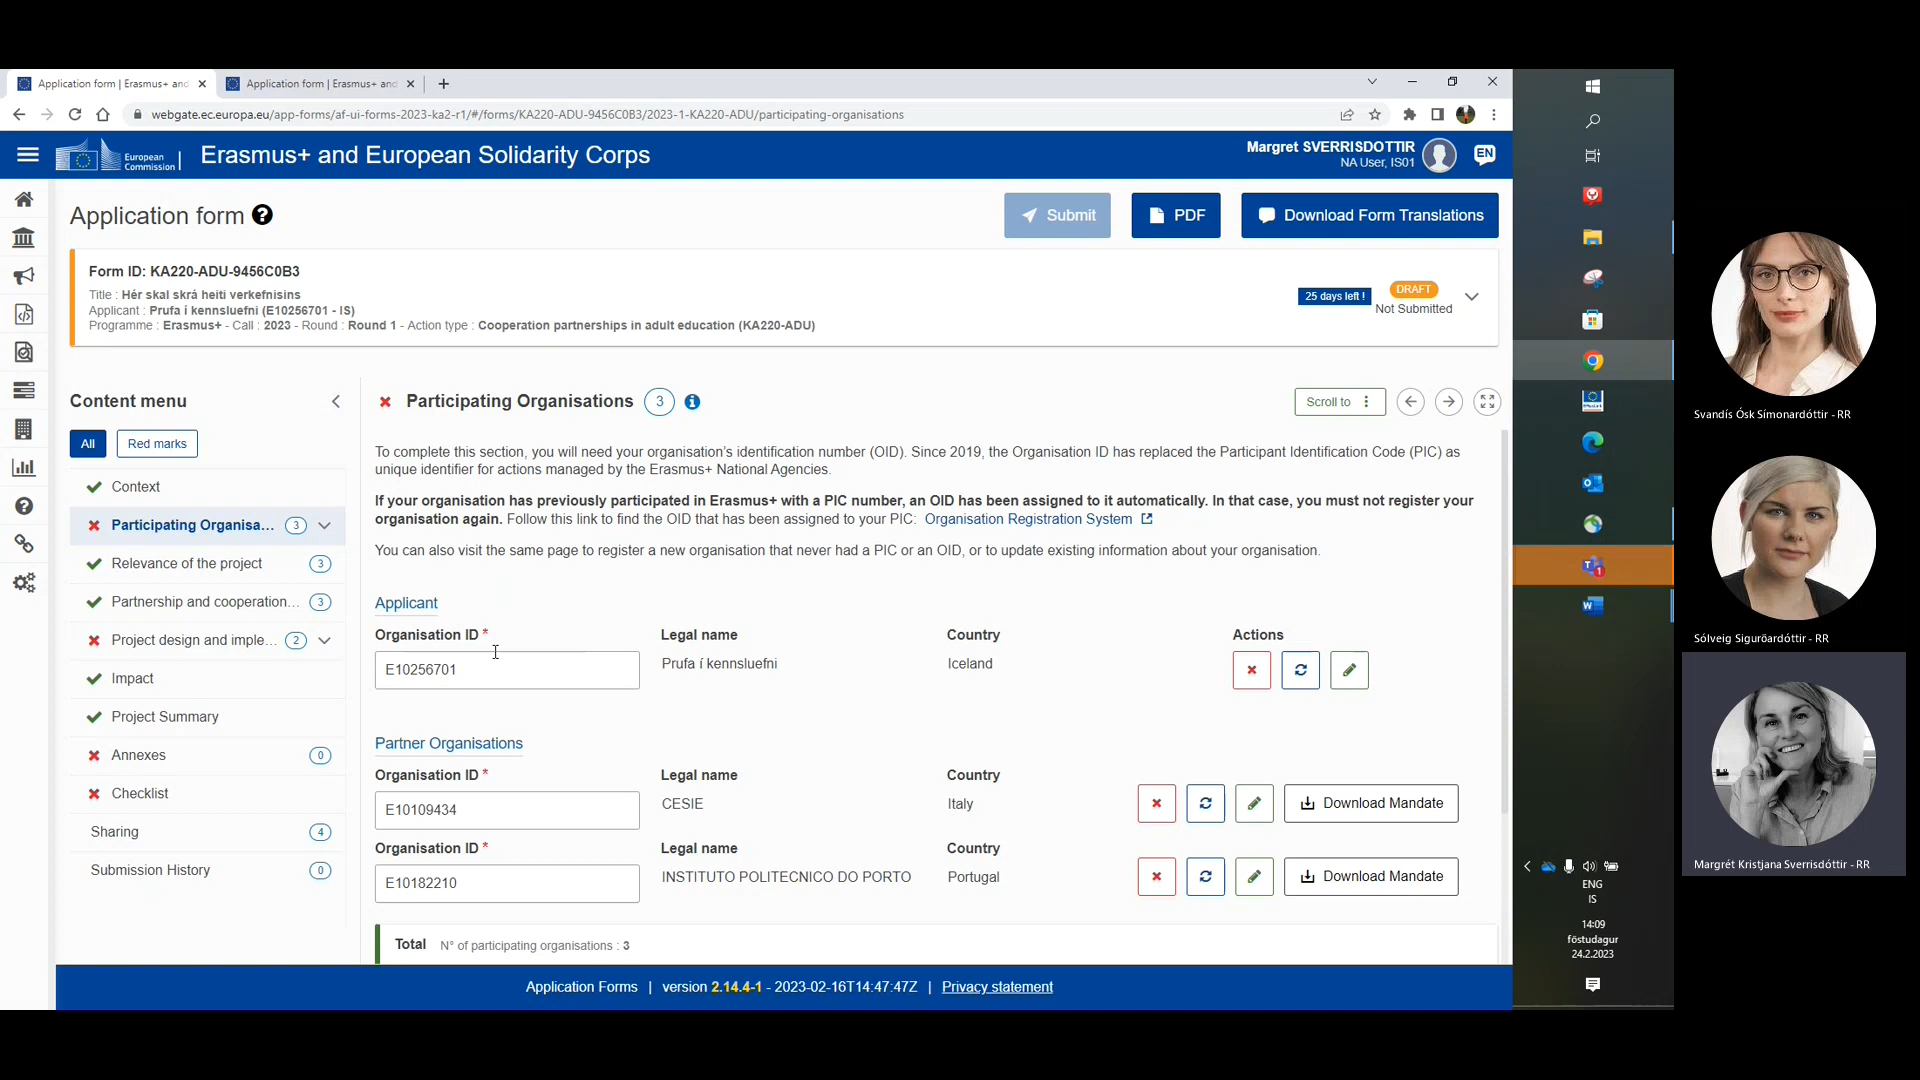 Application form | Erasmus+ and
Application form | Erasmus+ and
webgate.ec.europa.eu/app-forms/af-ui-forms-2023-ka2-r1/#/forms/KA220-ADU-9456C0B3/2023-1-KA220-ADU/participating-organisations
European
Commission
Erasmus+ and European Solidarity Corps
Margret SVERRISDOTTIR
NA User, IS01
EN
Application form
Submit
PDF
Download Form Translations
Form ID: KA220-ADU-9456C0B3
Title : Hér skal skrá heiti verkefnisins
Applicant : Prufa í kennsluefni (E10256701 - IS)
Programme : Erasmus+ - Call : 2023 - Round : Round 1 - Action type : Cooperation partnerships in adult education (KA220-ADU)
25 days left !
DRAFT
Not Submitted
Content menu
All
Red marks
Context
Participating Organisa... 3
Relevance of the project 3
Partnership and cooperation... 3
Project design and imple... 2
Impact
Project Summary
Annexes 0
Checklist
Sharing 4
Submission History 0
Participating Organisations 3
Scroll to
To complete this section, you will need your organisation's identification number (OID). Since 2019, the Organisation ID has replaced the Participant Identification Code (PIC) as
unique identifier for actions managed by the Erasmus+ National Agencies.
If your organisation has previously participated in Erasmus+ with a PIC number, an OID has been assigned to it automatically. In that case, you must not register your
organisation again. Follow this link to find the OID that has been assigned to your PIC: Organisation Registration System
You can also visit the same page to register a new organisation that never had a PIC or an OID, or to update existing information about your organisation.
Applicant
Organisation ID * Legal name Country Actions
E10256701 Prufa í kennsluefni Iceland
Partner Organisations
Organisation ID * Legal name Country
E10109434 CESIE Italy Download Mandate
Organisation ID * Legal name Country
E10182210 INSTITUTO POLITECNICO DO PORTO Portugal Download Mandate
Total N° of participating organisations : 3
Application Forms | version 2.14.4-1 - 2023-02-16T14:47:47Z | Privacy statement
ENG
IS
14:09
föstudagur
24.2.2023
Svandís Ósk Símonardóttir - RR
Sólveig Sigurðardóttir - RR
Margrét Kristjana Sverrisdóttir - RR